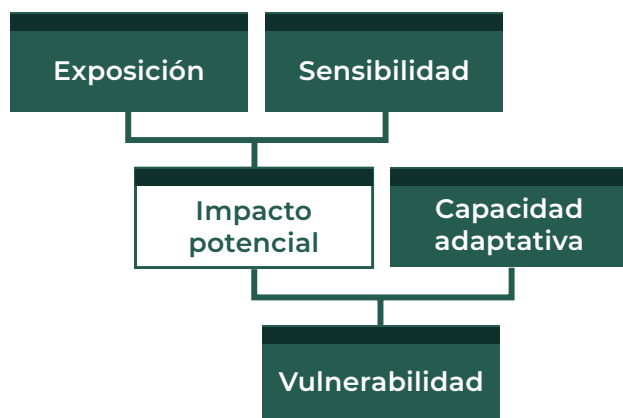 Exposición
Sensibilidad
Impacto
potencial
Capacidad
adaptativa
Vulnerabilidad